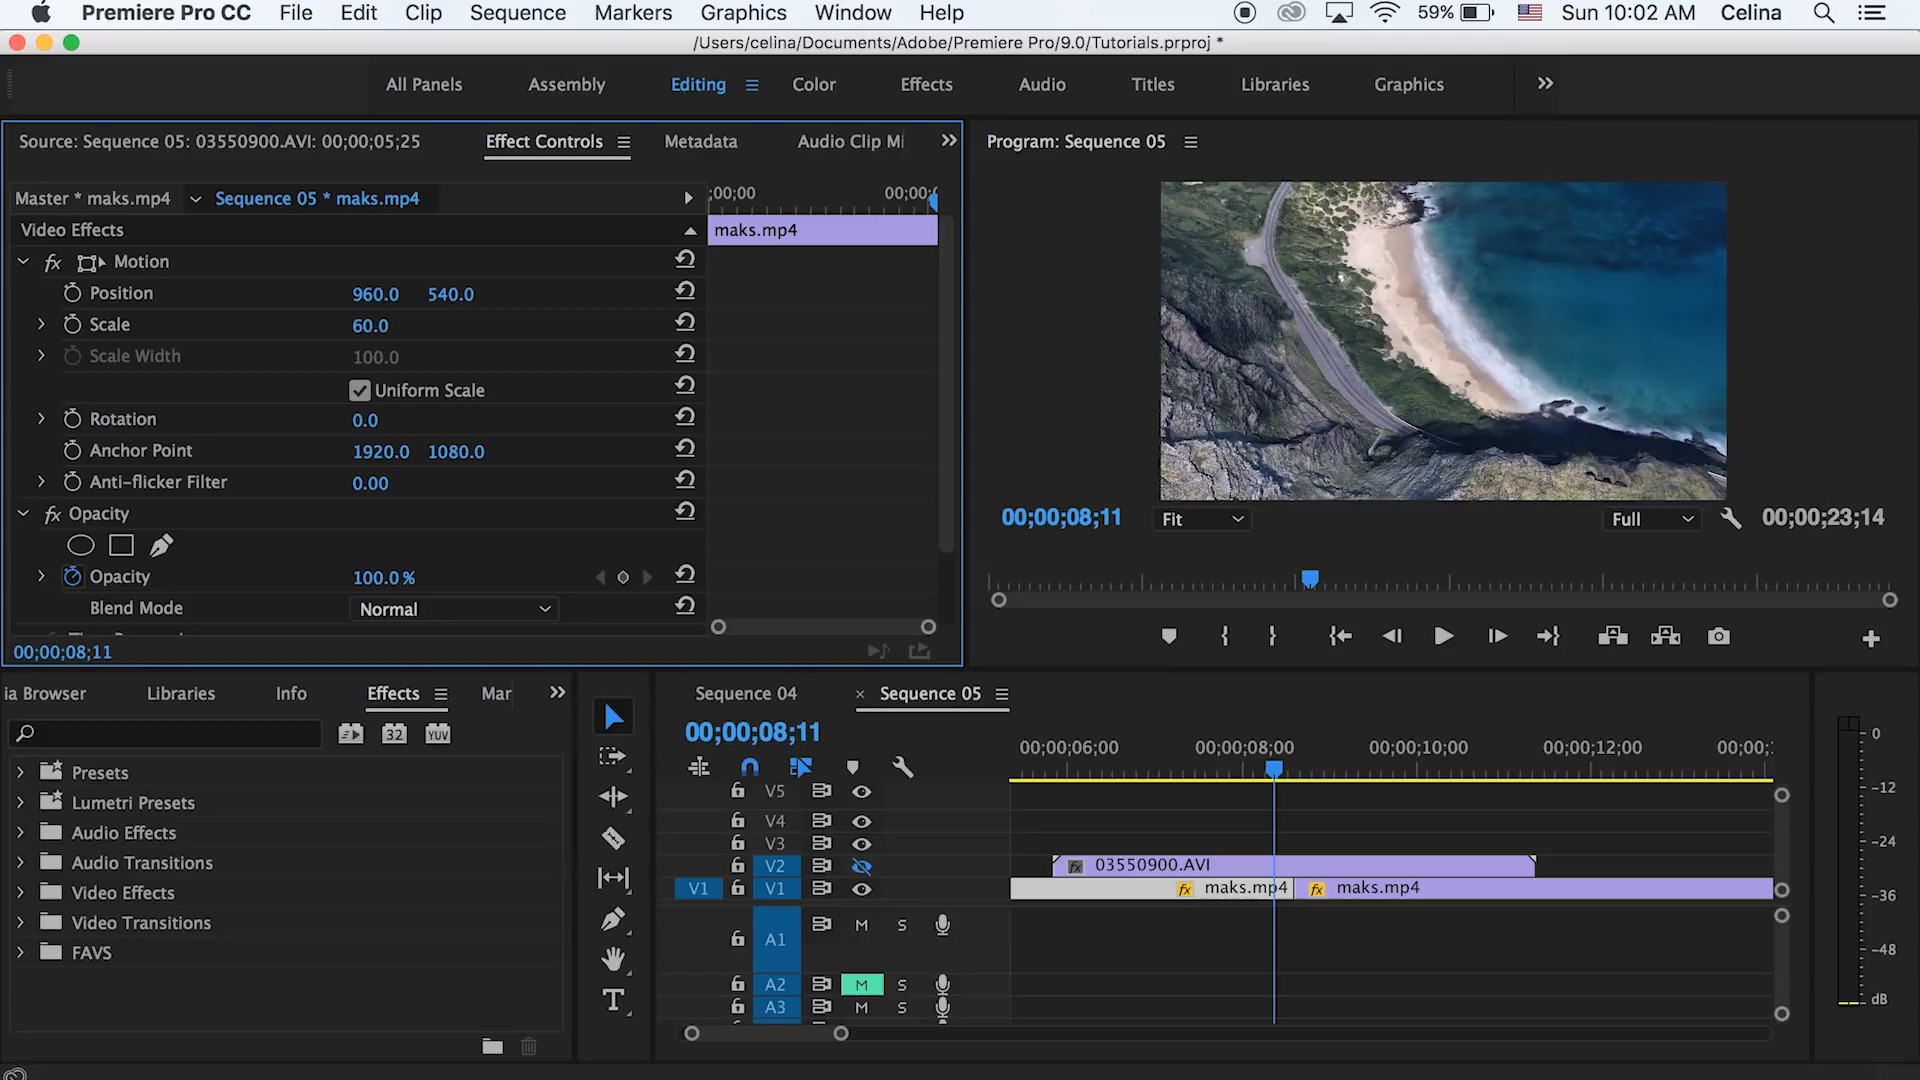 Premiere Pro CC File Edit Clip Sequence Markers Graphics Window Help 59% Sun 10:02 AM Celina
/Users/celina/Documents/Adobe/Premiere Pro/9.0/Tutorials.prproj *
All Panels Assembly Editing Color Effects Audio Titles Libraries Graphics
Source: Sequence 05: 03550900.AVI: 00;00;05;25 Effect Controls Metadata Audio Clip Mi
Master * maks.mp4 Sequence 05 * maks.mp4
;00;00 00;00;(
Video Effects
maks.mp4
fx Motion
Position 960.0 540.0
Scale 60.0
Scale Width 100.0
Uniform Scale
Rotation 0.0
Anchor Point 1920.0 1080.0
Anti-flicker Filter 0.00
fx Opacity
Opacity 100.0 %
Blend Mode Normal
00;00;08;11
Program: Sequence 05
00;00;08;11 Fit Full 00;00;23;14
ia Browser Libraries Info Effects Mar
32 YUV
Presets
Lumetri Presets
Audio Effects
Audio Transitions
Video Effects
Video Transitions
FAVS
T
Sequence 04 × Sequence 05
00;00;08;11
00;00;06;00 00;00;08;00 00;00;10;00 00;00;12;00 00;00;:
V5
V4
V3
V2 fx 03550900.AVI
V1 V1 fx maks.mp4 fx maks.mp4
A1 M S
A2 M S
A3 M S
0
-12
-24
-36
-48
dB